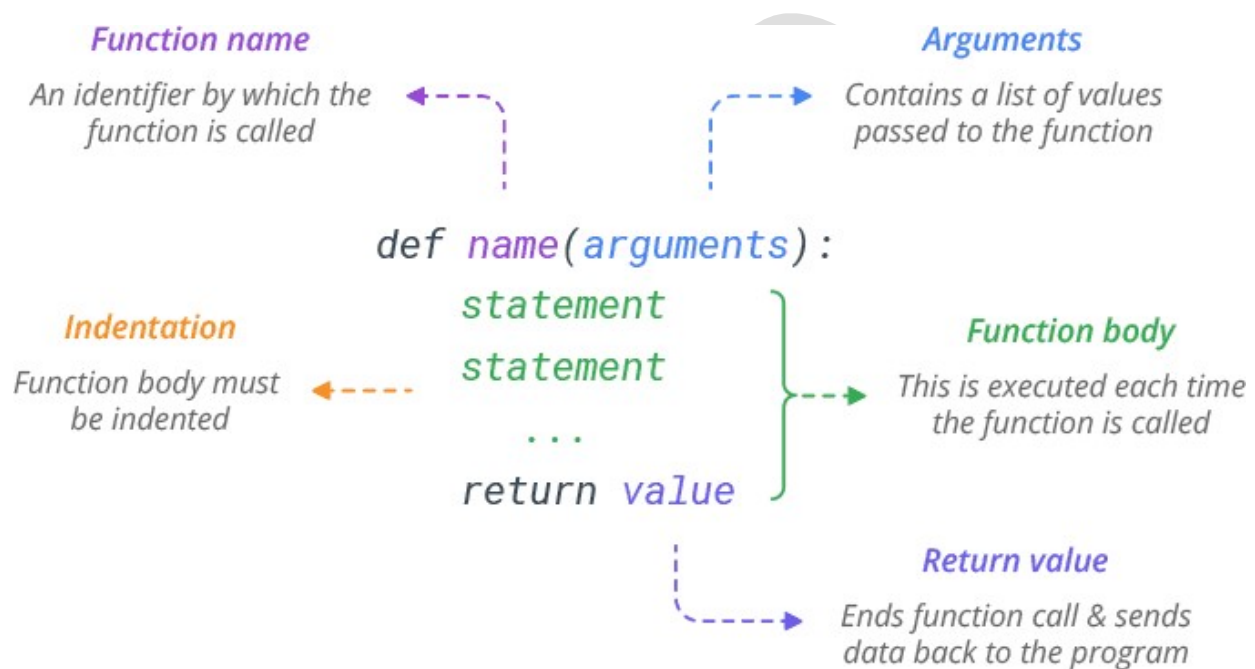 Function name
An identifier by which the
function is called
Arguments
Contains a list of values
passed to the function
def name(arguments):
statement
statement
...
return value
Indentation
Function body must
be indented
Function body
This is executed each time
the function is called
Return value
Ends function call & sends
data back to the program